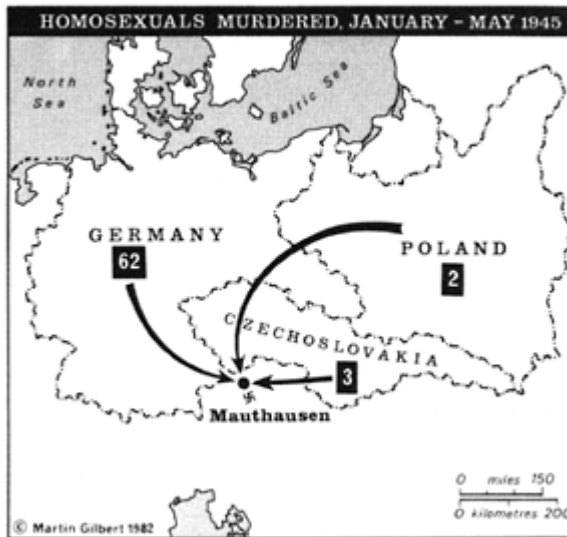 HOMOSEXUALS MURDERED, JANUARY – MAY 1945
North
Sea
Baltic Sea
GERMANY
62
POLAND
2
CZECHOSLOVAKIA
3
Mauthausen
0 miles 150
0 kilometres 200
© Martin Gilbert 1982